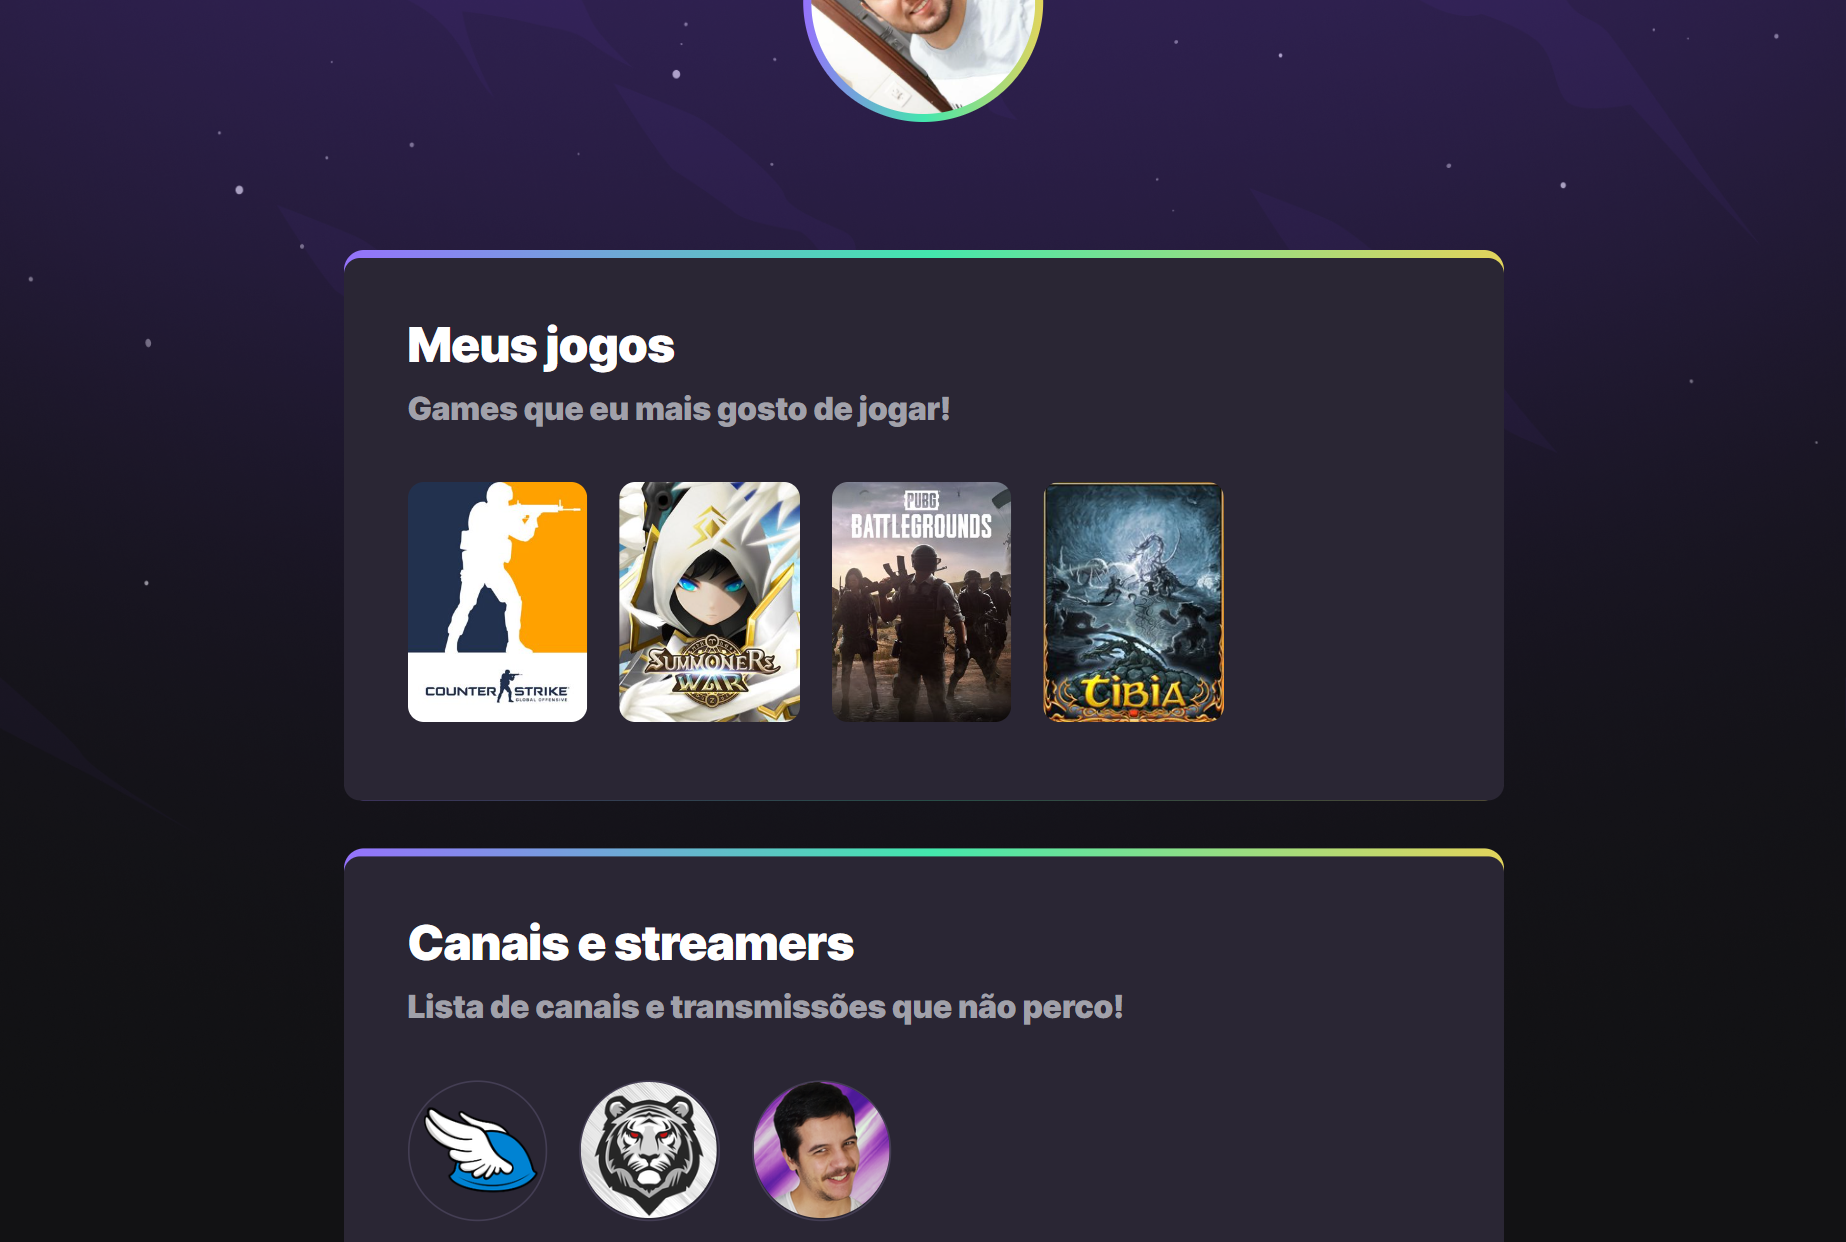 Meus jogos
Games que eu mais gosto de jogar!
COUNTER STRIKE
GLOBAL OFFENSIVE
SUMMONERS
WAR
PUBG
BATTLEGROUNDS
TIBIA
Canais e streamers
Lista de canais e transmissões que não perco!